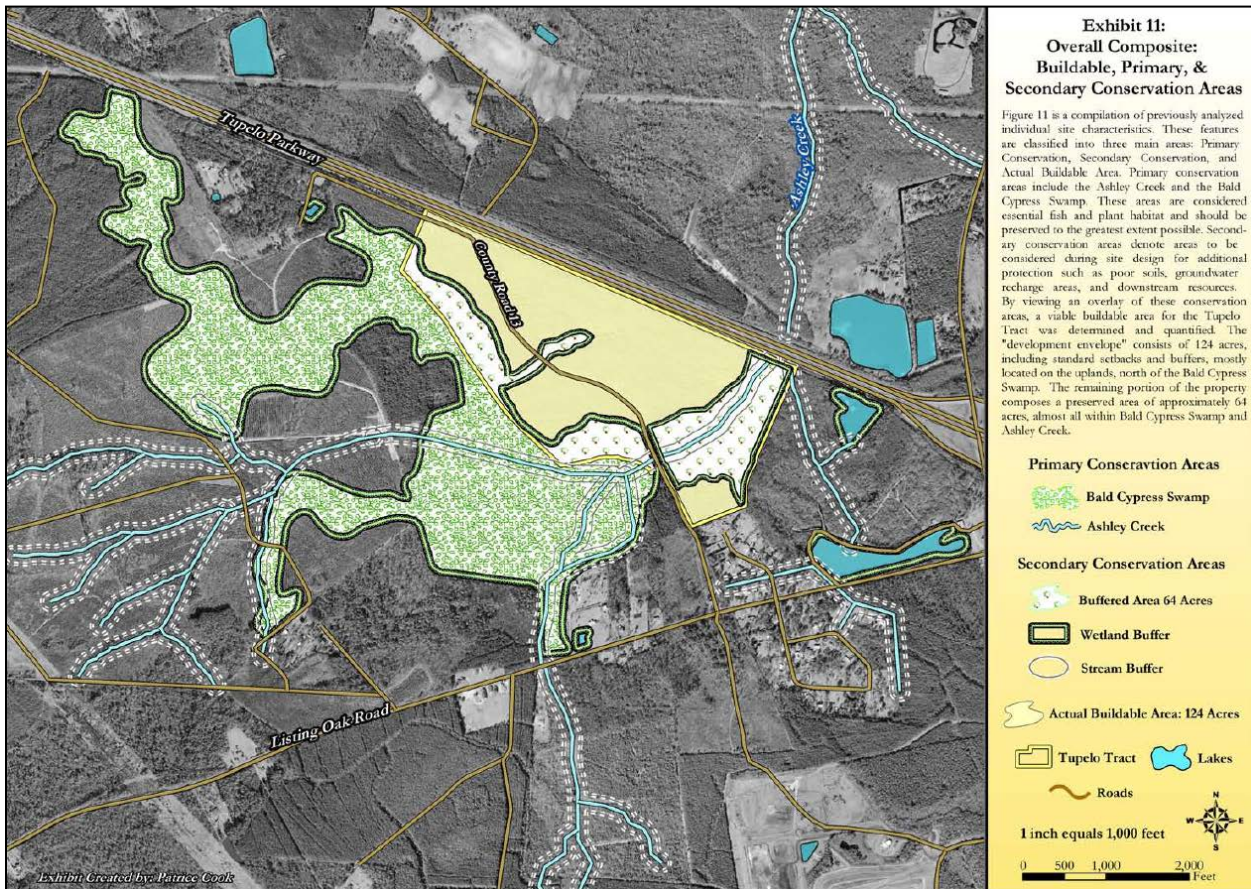 Tupelo Parkway
Ashley Creek
County Road 13
Listing Oak Road
Exhibit Created by: Patrice Cook
Exhibit 11:
Overall Composite:
Buildable, Primary, &
Secondary Conservation Areas
Figure 11 is a compilation of previously analyzed
individual site characteristics. These features
are classified into three main areas: Primary
Conservation, Secondary Conservation, and
Actual Buildable Area. Primary conservation
areas include the Ashley Creek and the Bald
Cypress Swamp. These areas are considered
essential fish and plant habitat and should be
preserved to the greatest extent possible. Second-
ary conservation areas denote areas to be
considered during site design for additional
protection such as poor soils, groundwater
recharge areas, and downstream resources.
By viewing an overlay of these conservation
areas, a viable buildable area for the Tupelo
Tract was determined and quantified. The
"development envelope" consists of 124 acres,
including standard setbacks and buffers, mostly
located on the uplands, north of the Bald Cypress
Swamp. The remaining portion of the property
composes a preserved area of approximately 64
acres, almost all within Bald Cypress Swamp and
Ashley Creek.
Primary Conseravtion Areas
Bald Cypress Swamp
Ashley Creek
Secondary Conservation Areas
Buffered Area 64 Acres
Wetland Buffer
Stream Buffer
Actual Buildable Area: 124 Acres
Tupelo Tract
Lakes
Roads
N
W E
S
1 inch equals 1,000 feet
0 500 1,000 2,000
Feet